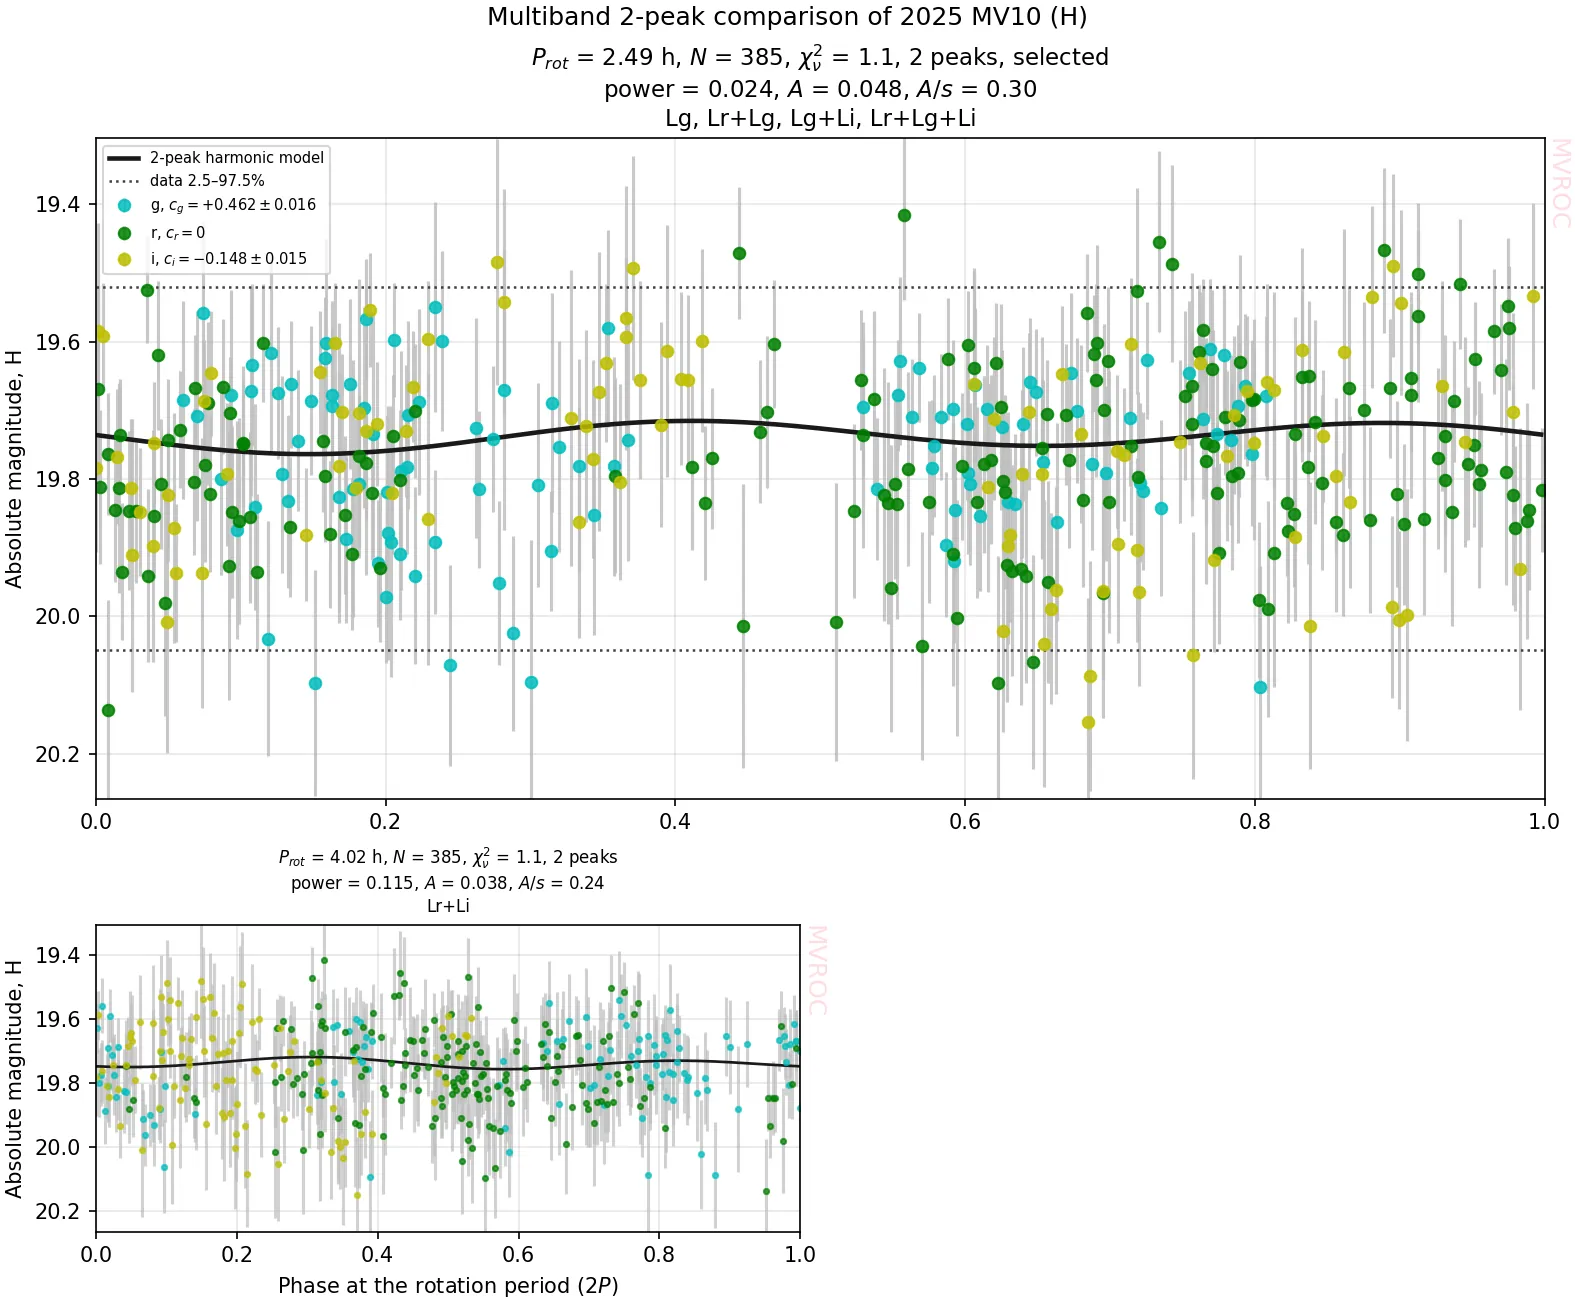 Multiband 2-peak comparison of 2025 MV10 (H)
P_rot = 2.49 h, N = 385, χ²_ν = 1.1, 2 peaks, selected
power = 0.024, A = 0.048, A/s = 0.30
Lg, Lr+Lg, Lg+Li, Lr+Lg+Li
2-peak harmonic model
data 2.5–97.5%
g, c_g = +0.462 ± 0.016
r, c_r = 0
i, c_i = −0.148 ± 0.015
MVROC
Absolute magnitude, H
19.4
19.6
19.8
20.0
20.2
0.0 0.2 0.4 0.6 0.8 1.0
P_rot = 4.02 h, N = 385, χ²_ν = 1.1, 2 peaks
power = 0.115, A = 0.038, A/s = 0.24
Lr+Li
MVROC
Absolute magnitude, H
19.4
19.6
19.8
20.0
20.2
0.0 0.2 0.4 0.6 0.8 1.0
Phase at the rotation period (2P)